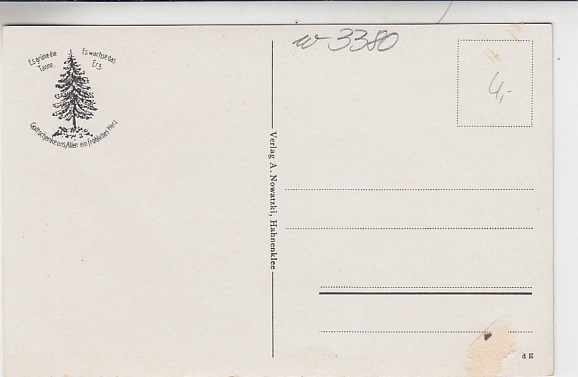 Es grüne die
Tanne
Es wachse das
Erz
Gott schenke uns Allen ein fröhliches Herz
w-3380
4,-
Verlag A. Nowatzki, Hahnenklee
d E